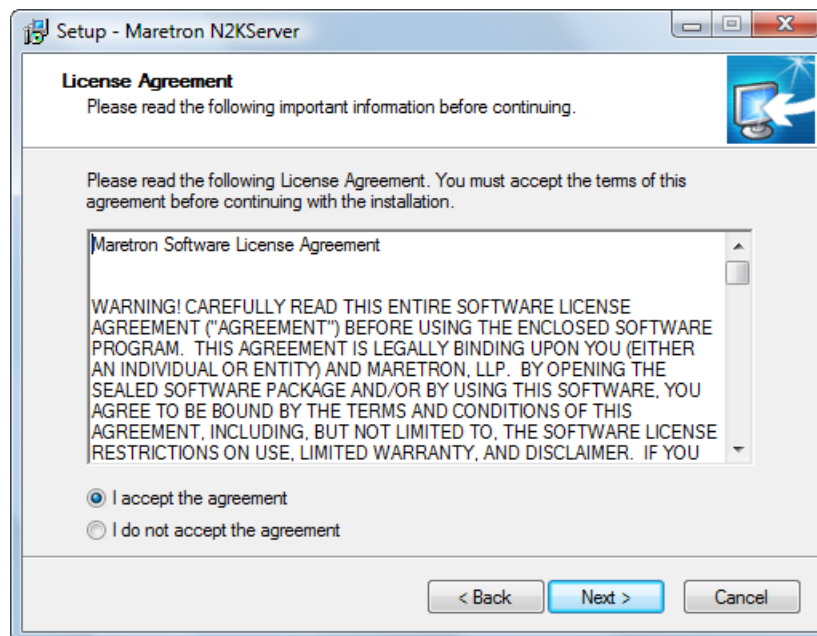 Setup - Maretron N2KServer
License Agreement
Please read the following important information before continuing.
Please read the following License Agreement. You must accept the terms of this
agreement before continuing with the installation.
Maretron Software License Agreement
WARNING! CAREFULLY READ THIS ENTIRE SOFTWARE LICENSE
AGREEMENT ("AGREEMENT") BEFORE USING THE ENCLOSED SOFTWARE
PROGRAM.  THIS AGREEMENT IS LEGALLY BINDING UPON YOU (EITHER
AN INDIVIDUAL OR ENTITY) AND MARETRON, LLP.  BY OPENING THE
SEALED SOFTWARE PACKAGE AND/OR BY USING THIS SOFTWARE, YOU
AGREE TO BE BOUND BY THE TERMS AND CONDITIONS OF THIS
AGREEMENT, INCLUDING, BUT NOT LIMITED TO, THE SOFTWARE LICENSE
RESTRICTIONS ON USE, LIMITED WARRANTY, AND DISCLAIMER.  IF YOU
I accept the agreement
I do not accept the agreement
< Back
Next >
Cancel